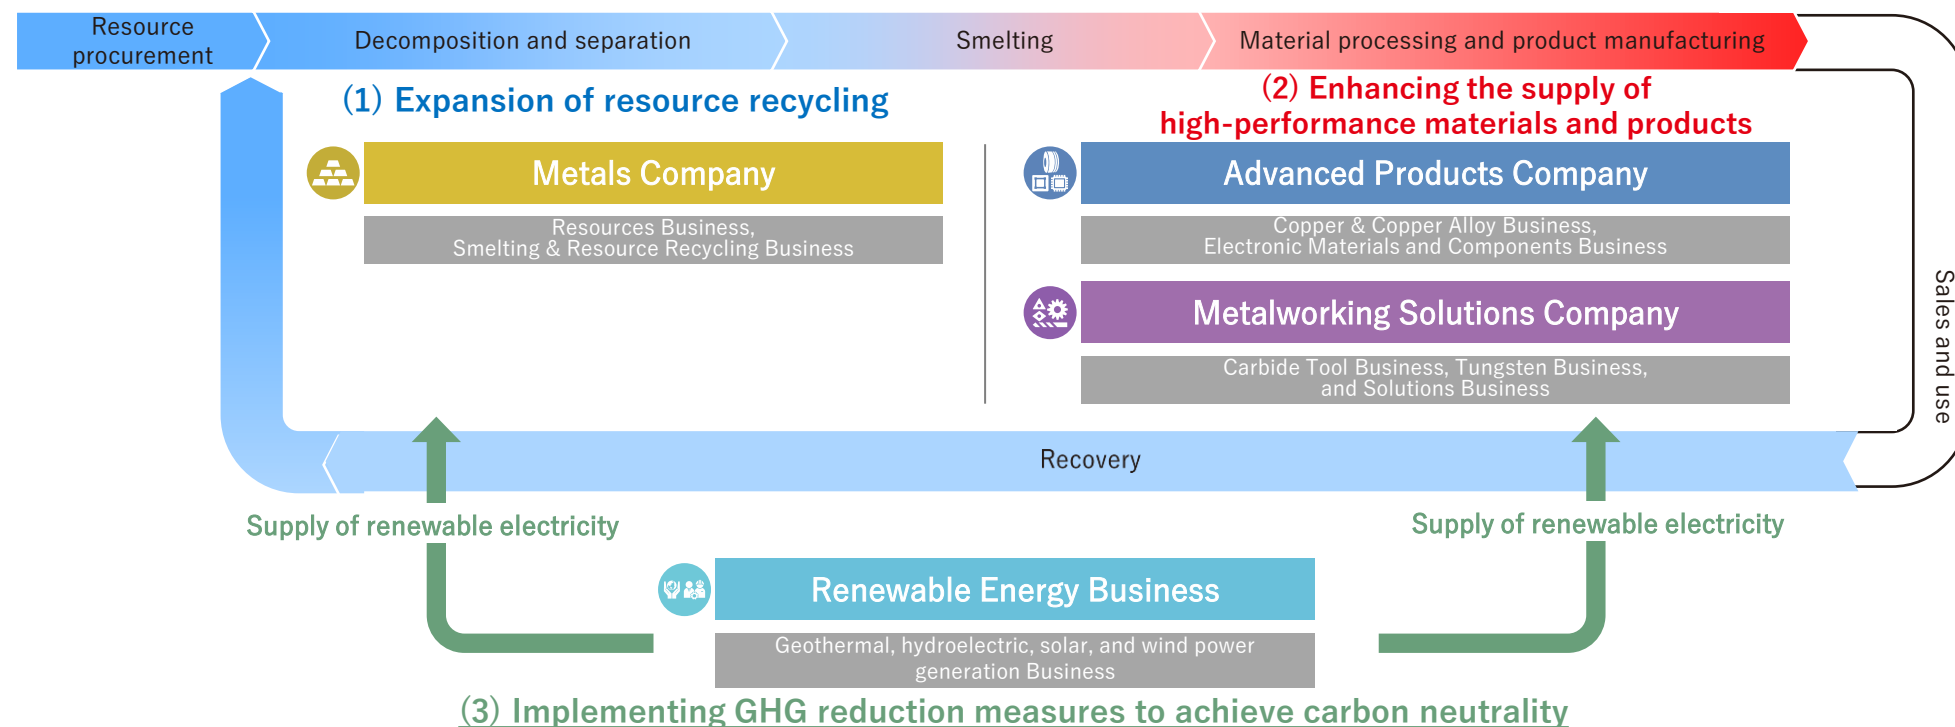 Resource
procurement
Decomposition and separation
Smelting
Material processing and product manufacturing
(1) Expansion of resource recycling
(2) Enhancing the supply of
high-performance materials and products
Metals Company
Resources Business,
Smelting & Resource Recycling Business
Advanced Products Company
Copper & Copper Alloy Business,
Electronic Materials and Components Business
Metalworking Solutions Company
Carbide Tool Business, Tungsten Business,
and Solutions Business
Sales and use
Recovery
Supply of renewable electricity
Supply of renewable electricity
Renewable Energy Business
Geothermal, hydroelectric, solar, and wind power
generation Business
(3) Implementing GHG reduction measures to achieve carbon neutrality